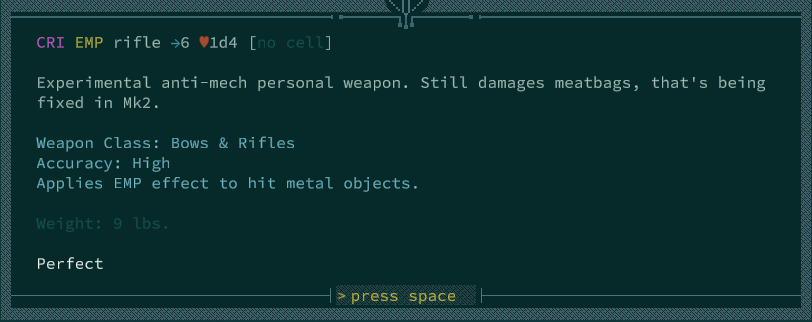 CRI EMP rifle →6 ♥1d4 [no cell]
Experimental anti-mech personal weapon. Still damages meatbags, that's being
fixed in Mk2.
Weapon Class: Bows & Rifles
Accuracy: High
Applies EMP effect to hit metal objects.
Weight: 9 lbs.
Perfect
> press space